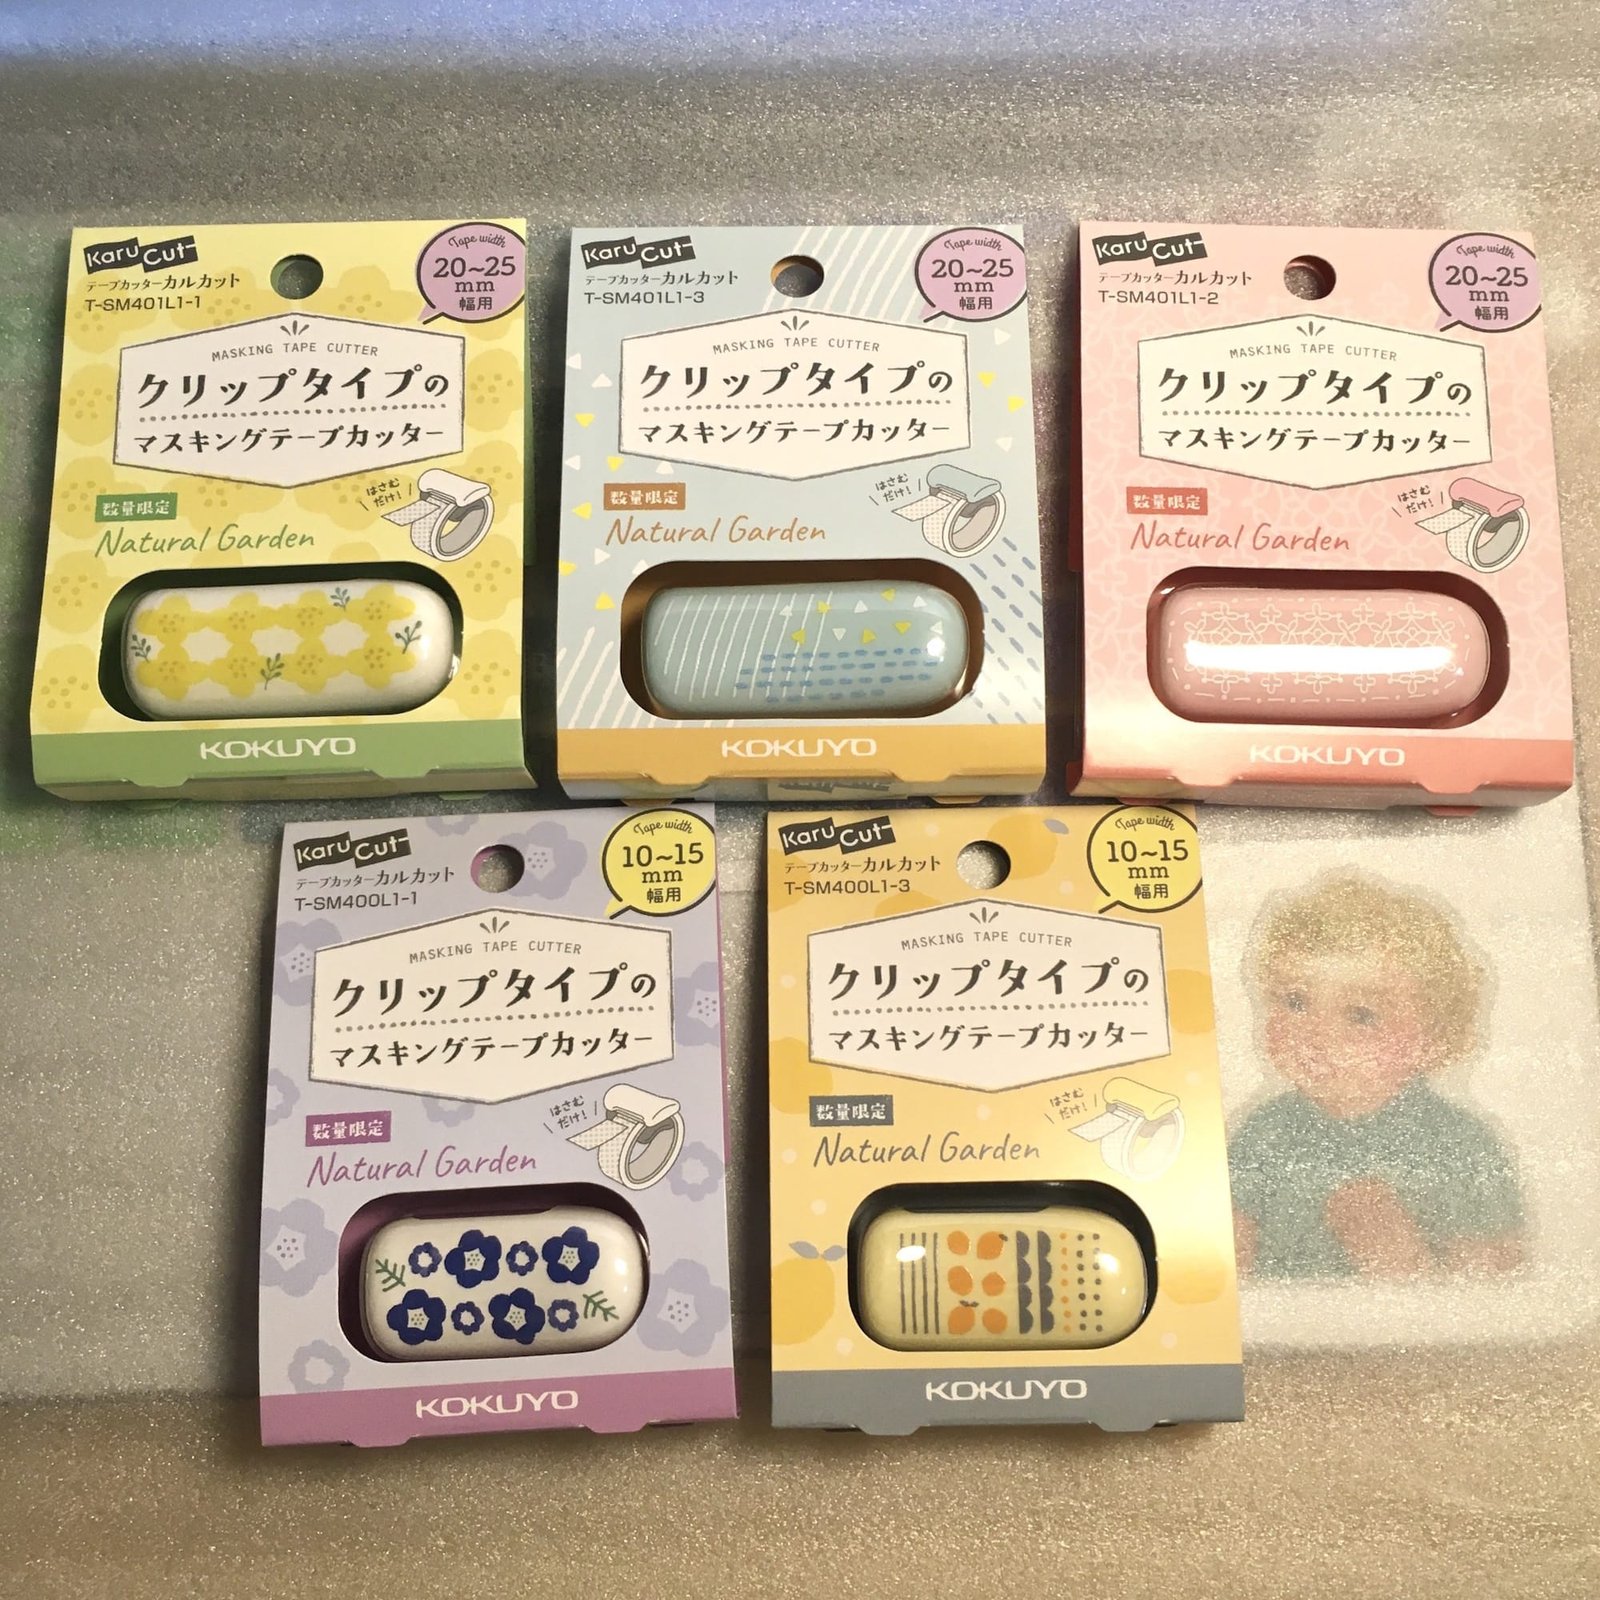 Karu Cut
テープカッターカルカット
T-SM401L1-1
Tape width
20~25
mm
幅用
MASKING TAPE CUTTER
クリップタイプの
マスキングテープカッター
数量限定
はさむ
だけ!
Natural Garden
KOKUYO
Karu Cut
テープカッターカルカット
T-SM401L1-3
Tape width
20~25
mm
幅用
MASKING TAPE CUTTER
クリップタイプの
マスキングテープカッター
数量限定
はさむ
だけ!
Natural Garden
KOKUYO
Karu Cut
テープカッターカルカット
T-SM401L1-2
Tape width
20~25
mm
幅用
MASKING TAPE CUTTER
クリップタイプの
マスキングテープカッター
数量限定
はさむ
だけ!
Natural Garden
KOKUYO
Karu Cut
テープカッターカルカット
T-SM400L1-1
Tape width
10~15
mm
幅用
MASKING TAPE CUTTER
クリップタイプの
マスキングテープカッター
数量限定
はさむ
だけ!
Natural Garden
KOKUYO
Karu Cut
テープカッターカルカット
T-SM400L1-3
Tape width
10~15
mm
幅用
MASKING TAPE CUTTER
クリップタイプの
マスキングテープカッター
数量限定
はさむ
だけ!
Natural Garden
KOKUYO